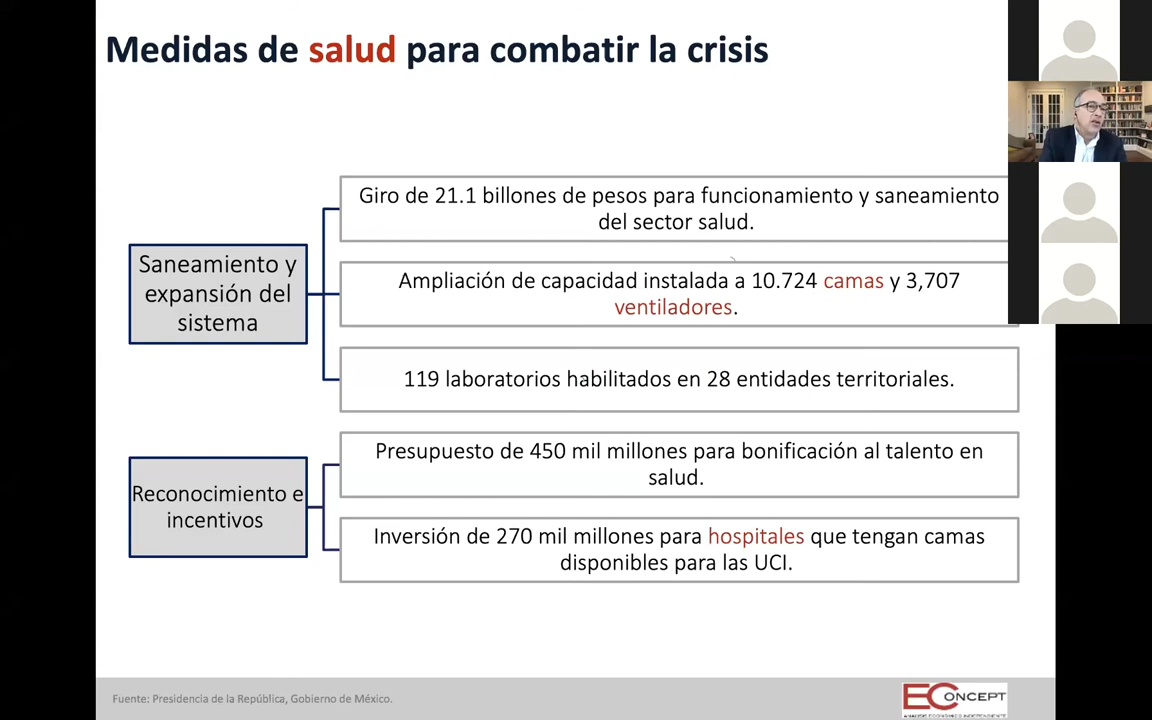 Medidas de salud para combatir la crisis
Saneamiento y
expansión del
sistema
Giro de 21.1 billones de pesos para funcionamiento y saneamiento
del sector salud.
Ampliación de capacidad instalada a 10.724 camas y 3,707
ventiladores.
119 laboratorios habilitados en 28 entidades territoriales.
Reconocimiento e
incentivos
Presupuesto de 450 mil millones para bonificación al talento en
salud.
Inversión de 270 mil millones para hospitales que tengan camas
disponibles para las UCI.
Fuente: Presidencia de la República, Gobierno de México.
ECONCEPT
ANÁLISIS ECONÓMICO INDEPENDIENTE